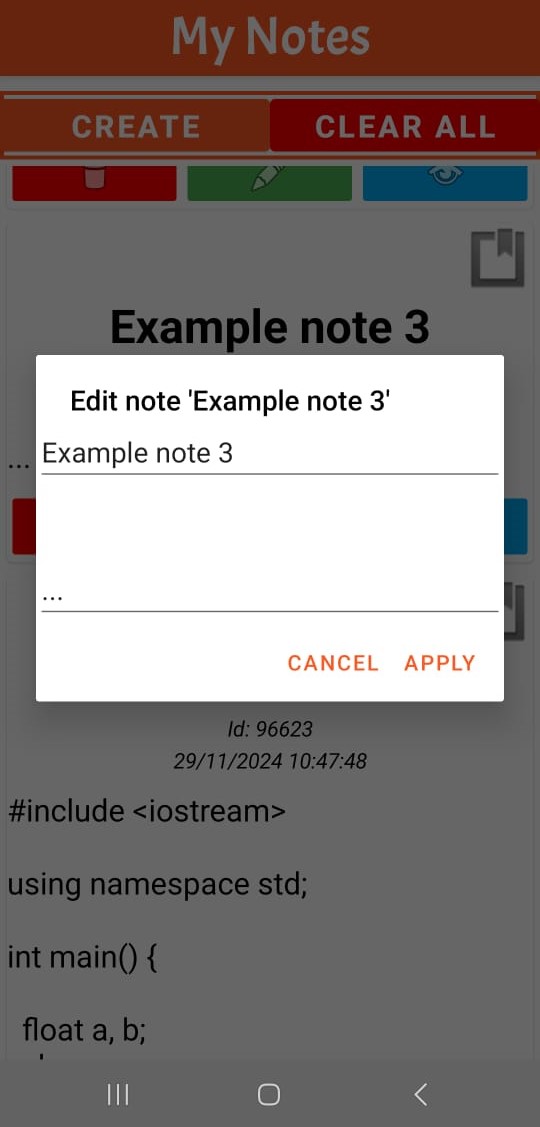 My Notes
CREATE
CLEAR ALL
Example note 3
Edit note 'Example note 3'
Example note 3
...
...
CANCEL
APPLY
Id: 96623
29/11/2024 10:47:48
#include <iostream>
using namespace std;
int main() {
float a, b;